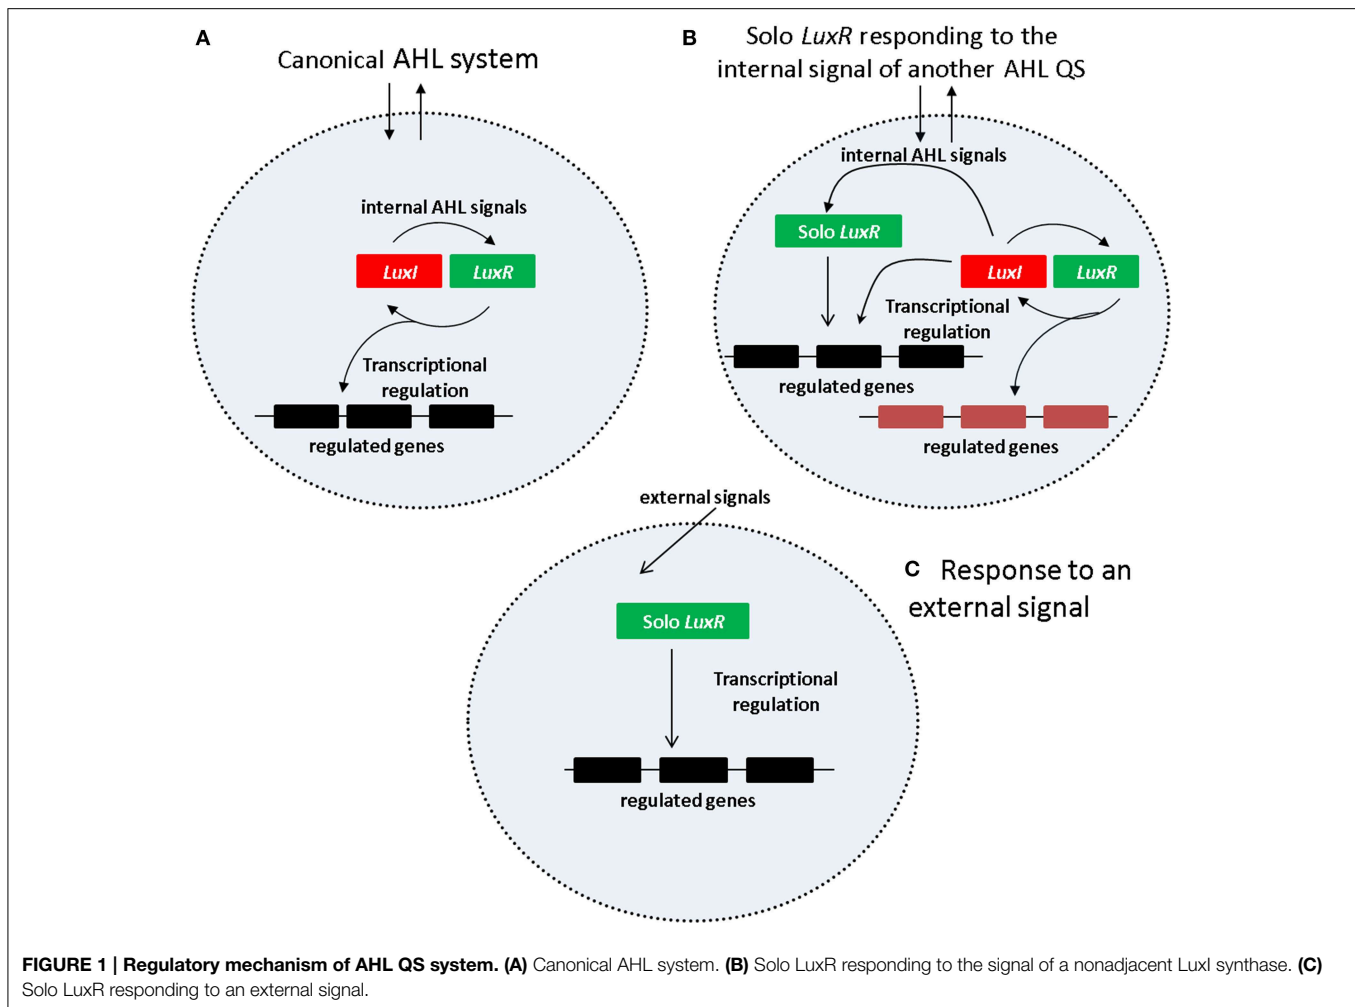 A
Canonical AHL system
internal AHL signals
LuxI
LuxR
Transcriptional
regulation
regulated genes
B
Solo LuxR responding to the
internal signal of another AHL QS
internal AHL signals
Solo LuxR
LuxI
LuxR
Transcriptional
regulation
regulated genes
regulated genes
external signals
C Response to an
external signal
Solo LuxR
Transcriptional
regulation
regulated genes
FIGURE 1 | Regulatory mechanism of AHL QS system. (A) Canonical AHL system. (B) Solo LuxR responding to the signal of a nonadjacent LuxI synthase. (C)
Solo LuxR responding to an external signal.